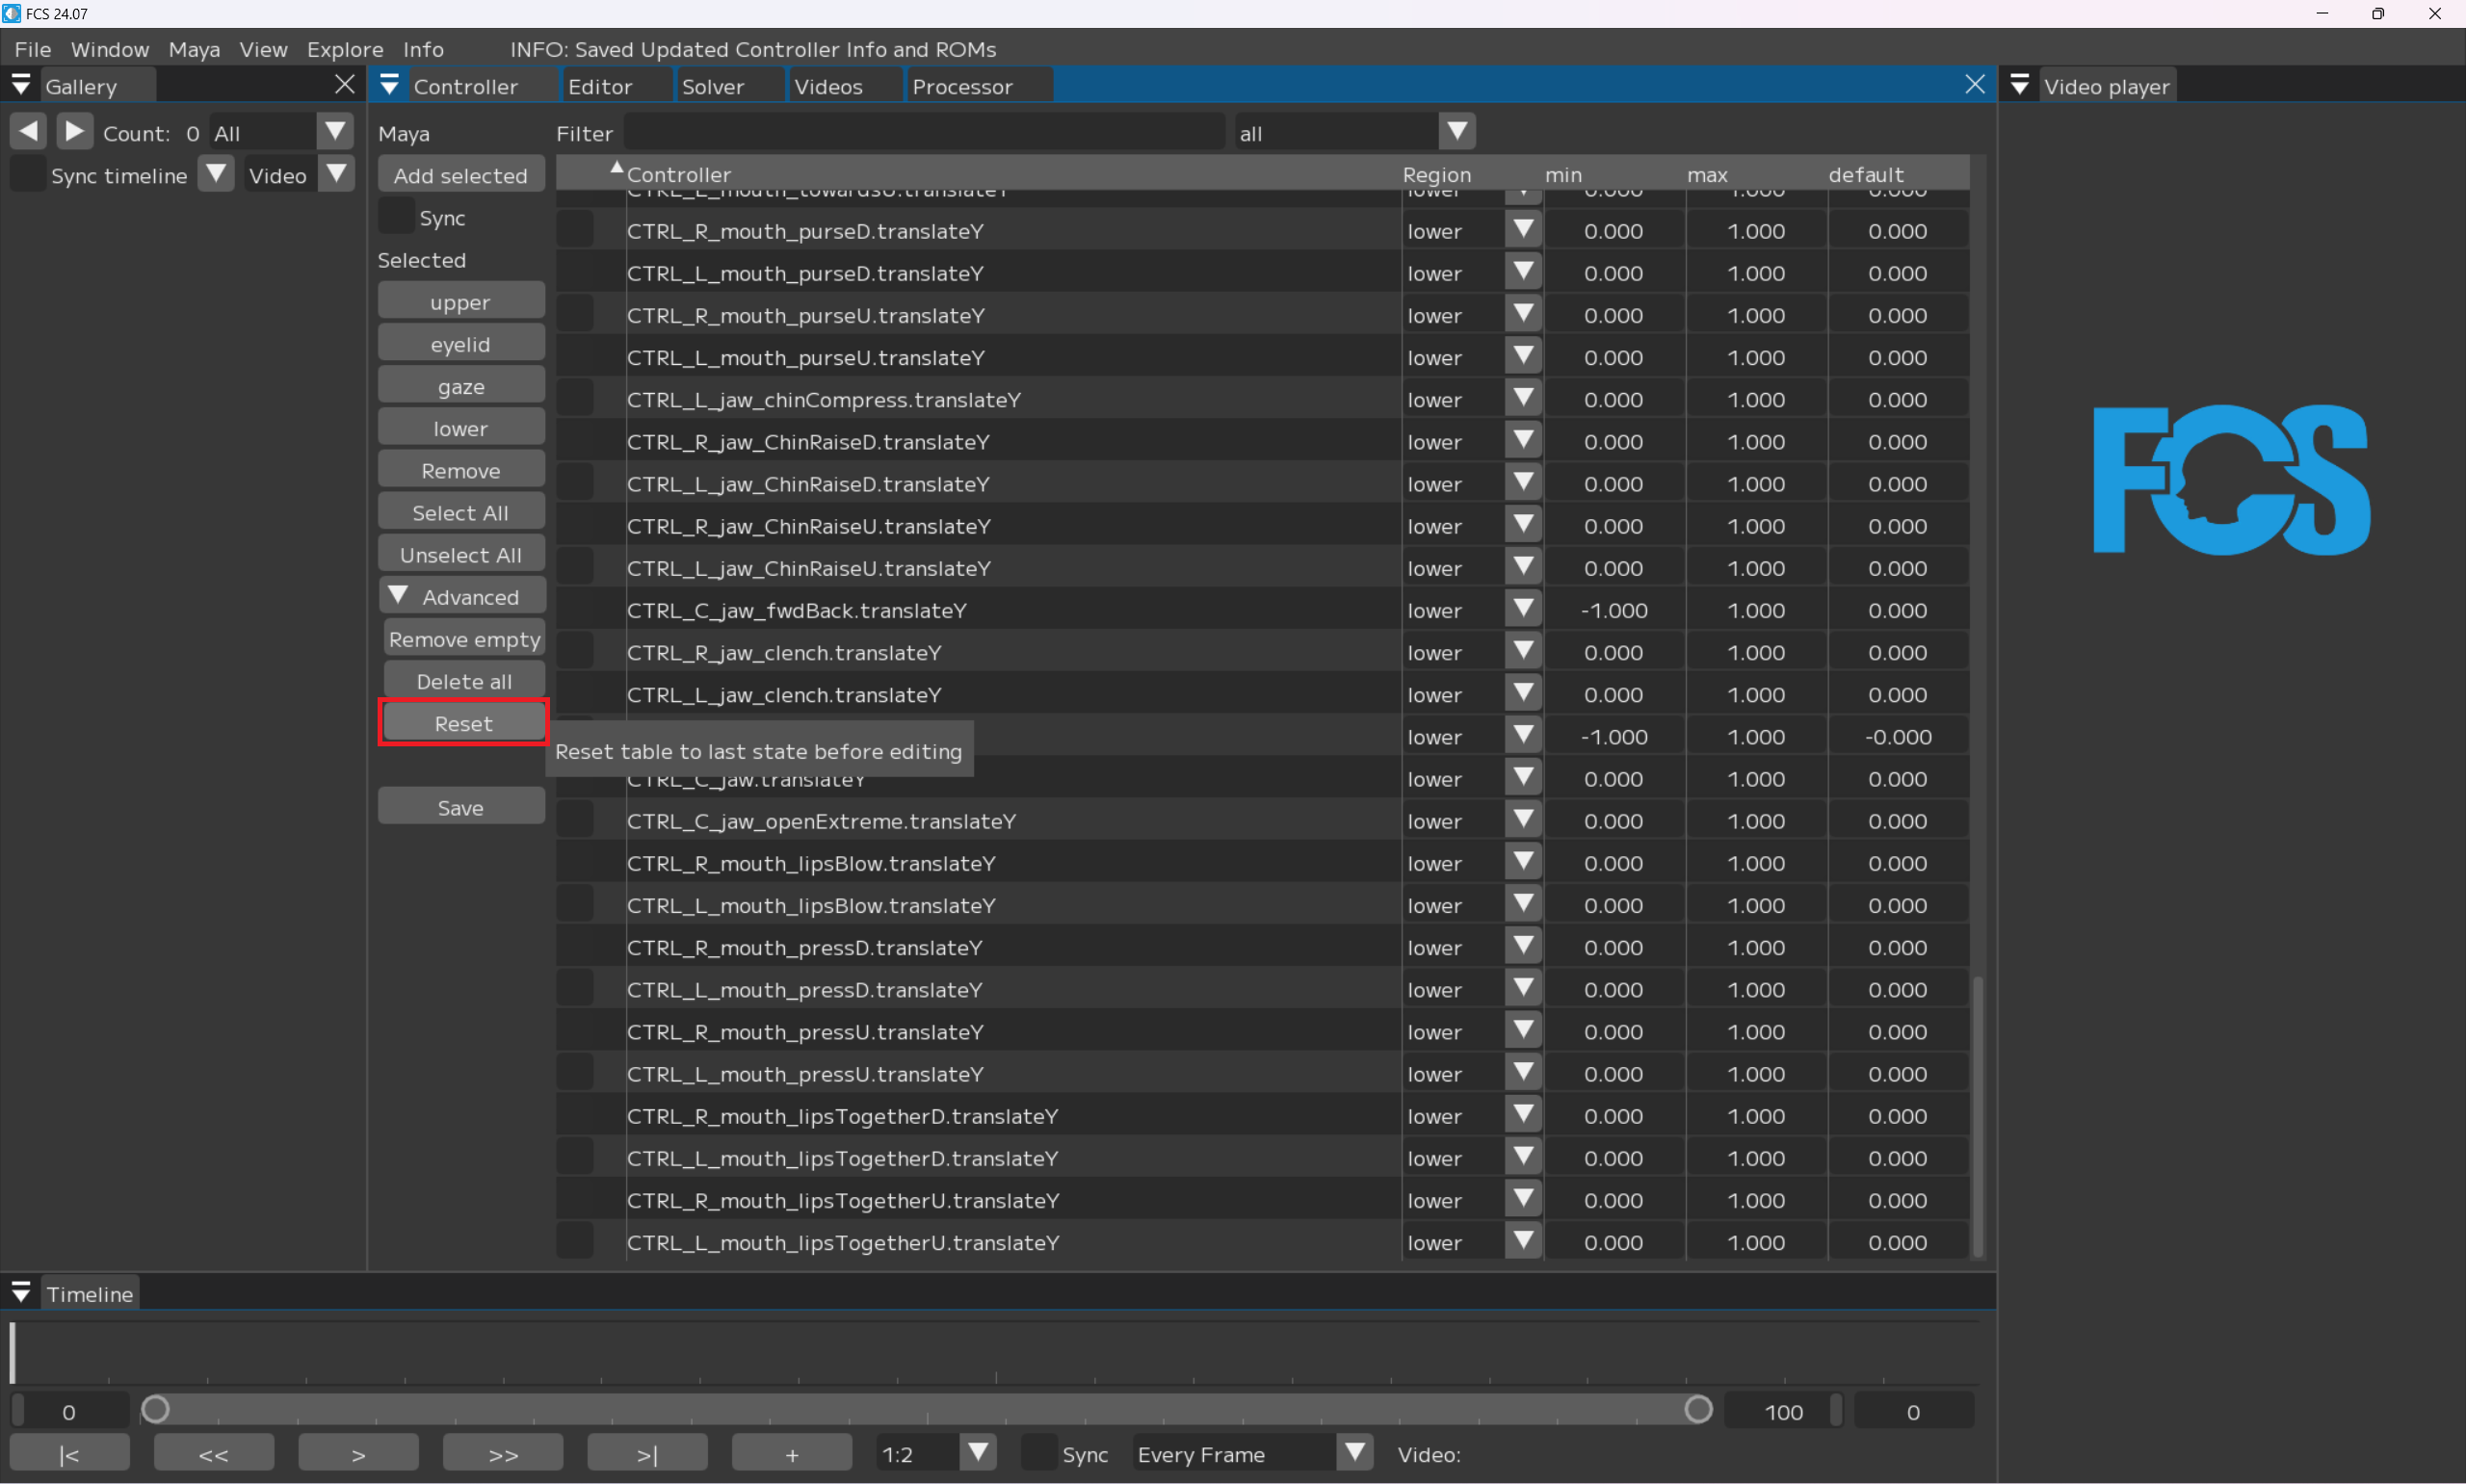 FCS 24.07
File Window Maya View Explore Info INFO: Saved Updated Controller Info and ROMs
Gallery
Controller Editor Solver Videos Processor
Video player
Count: 0 All
Sync timeline Video
Maya
Add selected
Sync
Selected
upper
eyelid
gaze
lower
Remove
Select All
Unselect All
Advanced
Remove empty
Delete all
Reset
Save
Reset table to last state before editing
Filter all
Controller Region min max default
CTRL_L_mouth_towardsU.translateY lower 0.000 1.000 0.000
CTRL_R_mouth_purseD.translateY lower 0.000 1.000 0.000
CTRL_L_mouth_purseD.translateY lower 0.000 1.000 0.000
CTRL_R_mouth_purseU.translateY lower 0.000 1.000 0.000
CTRL_L_mouth_purseU.translateY lower 0.000 1.000 0.000
CTRL_L_jaw_chinCompress.translateY lower 0.000 1.000 0.000
CTRL_R_jaw_ChinRaiseD.translateY lower 0.000 1.000 0.000
CTRL_L_jaw_ChinRaiseD.translateY lower 0.000 1.000 0.000
CTRL_R_jaw_ChinRaiseU.translateY lower 0.000 1.000 0.000
CTRL_L_jaw_ChinRaiseU.translateY lower 0.000 1.000 0.000
CTRL_C_jaw_fwdBack.translateY lower -1.000 1.000 0.000
CTRL_R_jaw_clench.translateY lower 0.000 1.000 0.000
CTRL_L_jaw_clench.translateY lower 0.000 1.000 0.000
lower -1.000 1.000 -0.000
CTRL_C_jaw.translateY lower 0.000 1.000 0.000
CTRL_C_jaw_openExtreme.translateY lower 0.000 1.000 0.000
CTRL_R_mouth_lipsBlow.translateY lower 0.000 1.000 0.000
CTRL_L_mouth_lipsBlow.translateY lower 0.000 1.000 0.000
CTRL_R_mouth_pressD.translateY lower 0.000 1.000 0.000
CTRL_L_mouth_pressD.translateY lower 0.000 1.000 0.000
CTRL_R_mouth_pressU.translateY lower 0.000 1.000 0.000
CTRL_L_mouth_pressU.translateY lower 0.000 1.000 0.000
CTRL_R_mouth_lipsTogetherD.translateY lower 0.000 1.000 0.000
CTRL_L_mouth_lipsTogetherD.translateY lower 0.000 1.000 0.000
CTRL_R_mouth_lipsTogetherU.translateY lower 0.000 1.000 0.000
CTRL_L_mouth_lipsTogetherU.translateY lower 0.000 1.000 0.000
FCS
Timeline
0 100 0
|< << > >> >| + 1:2 Sync Every Frame Video: